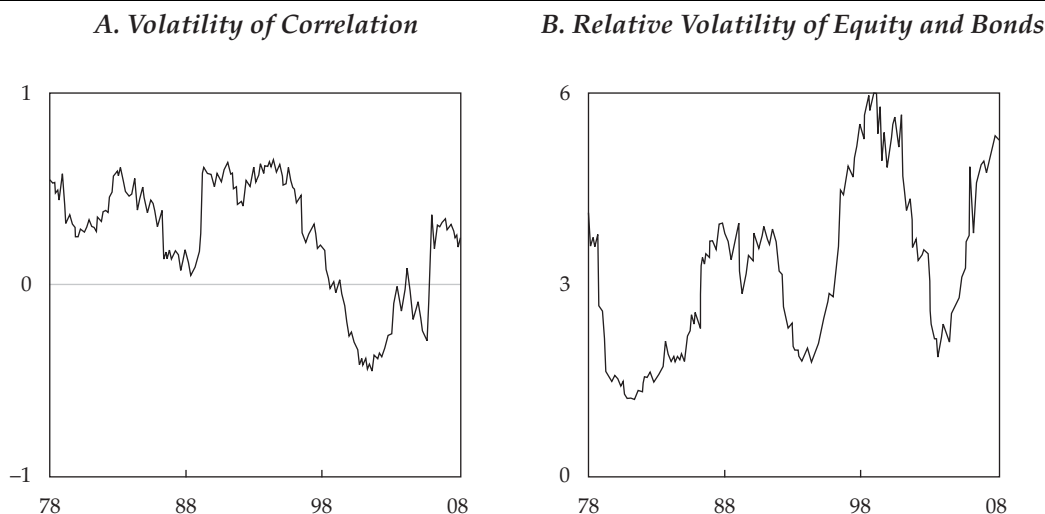 A. Volatility of Correlation
B. Relative Volatility of Equity and Bonds
1
0
–1
78 88 98 08
6
3
0
78 88 98 08